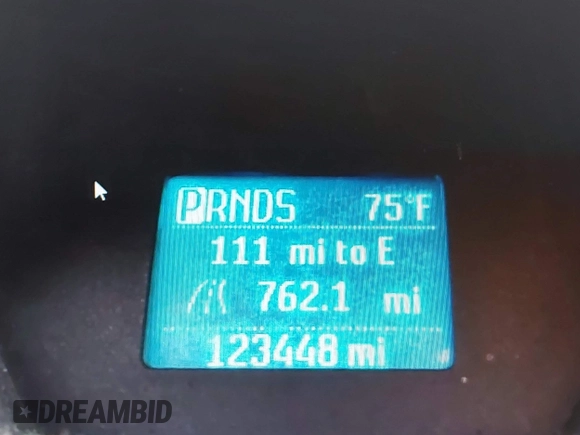 PRNDS 75°F
111 mi to E
762.1 mi
123448 mi
DREAMBID